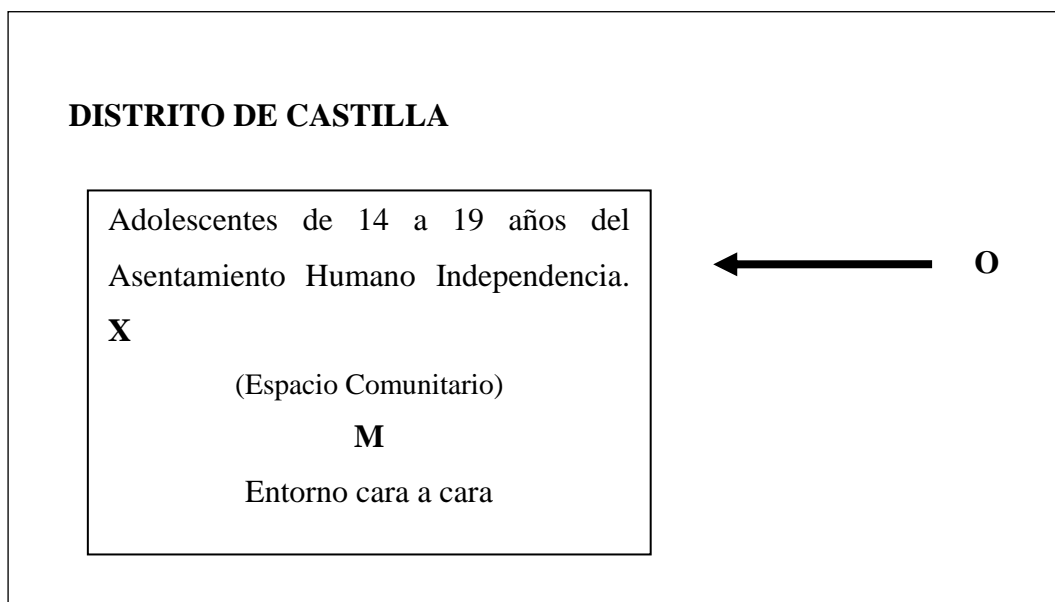 DISTRITO DE CASTILLA
Adolescentes de 14 a 19 años del
Asentamiento Humano Independencia.
O
X
(Espacio Comunitario)
M
Entorno cara a cara